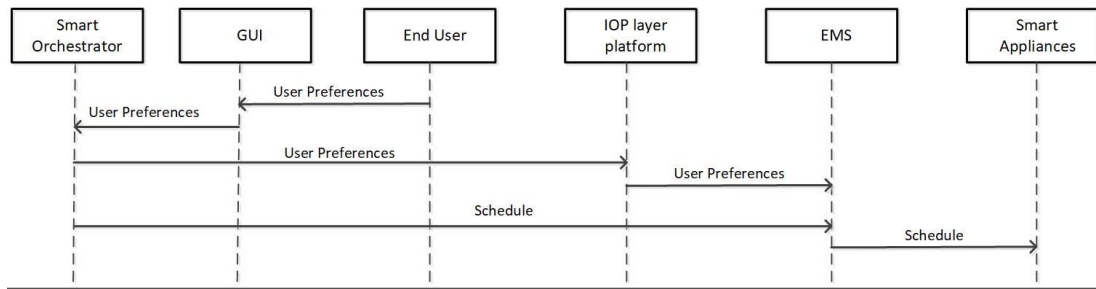 Smart
Orchestrator
GUI
End User
IOP layer
platform
EMS
Smart
Appliances
User Preferences
User Preferences
User Preferences
User Preferences
Schedule
Schedule